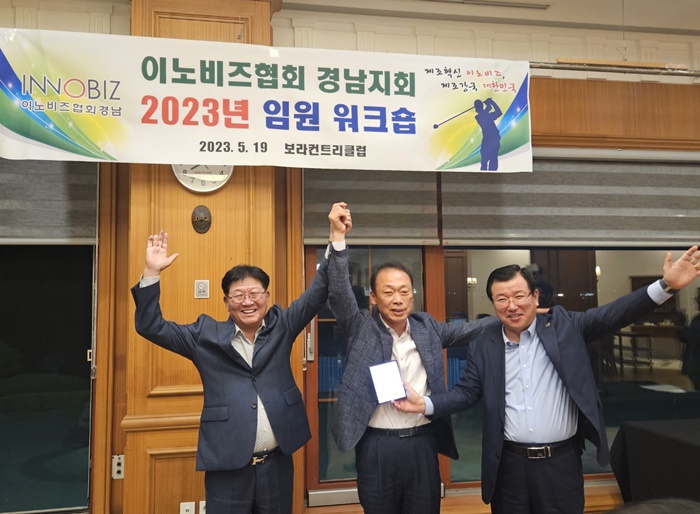 INNOBIZ
이노비즈협회경남
이노비즈협회 경남지회
2023년 임원 워크숍
2023. 5. 19 보라컨트리클럽
제조혁신 이노비즈,
제조강국 대한민국